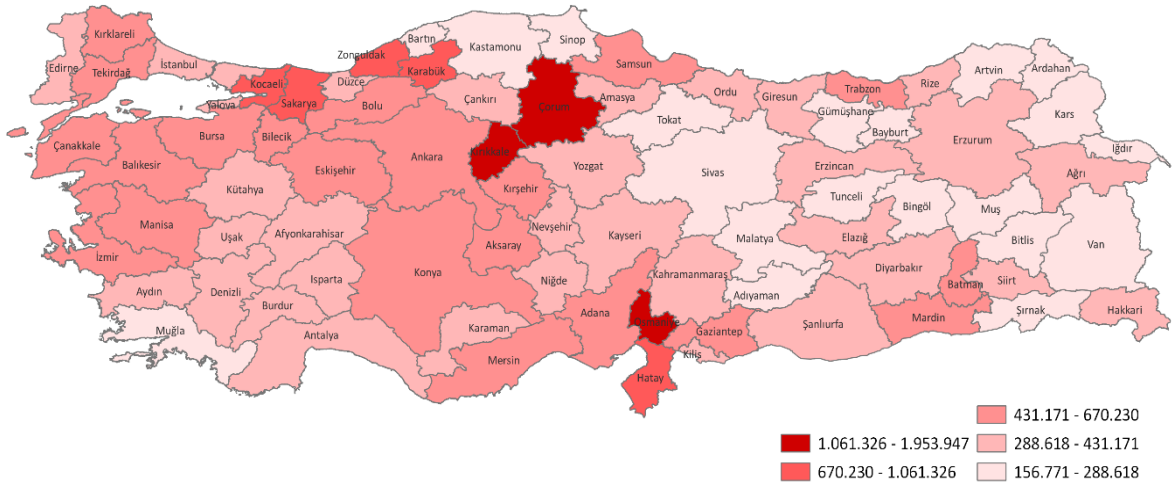 Kırklareli
Edirne
Tekirdağ
İstanbul
Kocaeli
Yalova
Sakarya
Düzce
Zonguldak
Bartın
Karabük
Kastamonu
Sinop
Çankırı
Çorum
Samsun
Amasya
Ordu
Giresun
Trabzon
Rize
Artvin
Ardahan
Gümüşhane
Bayburt
Kars
Iğdır
Erzurum
Tokat
Bolu
Bilecik
Bursa
Çanakkale
Balıkesir
Eskişehir
Ankara
Kırıkkale
Kırşehir
Yozgat
Sivas
Erzincan
Ağrı
Tunceli
Bingöl
Muş
Bitlis
Van
Kütahya
Manisa
Uşak
Afyonkarahisar
İzmir
Konya
Aksaray
Nevşehir
Kayseri
Malatya
Elazığ
Diyarbakır
Batman
Siirt
Şırnak
Hakkari
Mardin
Aydın
Denizli
Isparta
Burdur
Muğla
Antalya
Karaman
Niğde
Mersin
Adana
Kahramanmaraş
Adıyaman
Osmaniye
Gaziantep
Kilis
Şanlıurfa
Hatay
1.061.326 - 1.953.947
670.230 - 1.061.326
431.171 - 670.230
288.618 - 431.171
156.771 - 288.618